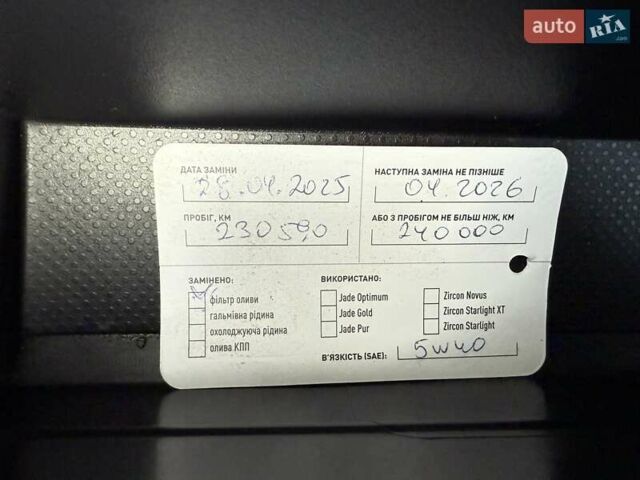 auto RIA.com
ДАТА ЗАМІНИ
28.04.2025
НАСТУПНА ЗАМІНА НЕ ПІЗНІШЕ
04.2026
ПРОБІГ, КМ
230590
АБО З ПРОБІГОМ НЕ БІЛЬШ НІЖ, КМ
240000
ЗАМІНЕНО:
фільтр оливи
гальмівна рідина
охолоджуюча рідина
олива КПП
ВИКОРИСТАНО:
Jade Optimum
Jade Gold
Jade Pur
Zircon Novus
Zircon Starlight XT
Zircon Starlight
В'ЯЗКІСТЬ (SAE): 5w40